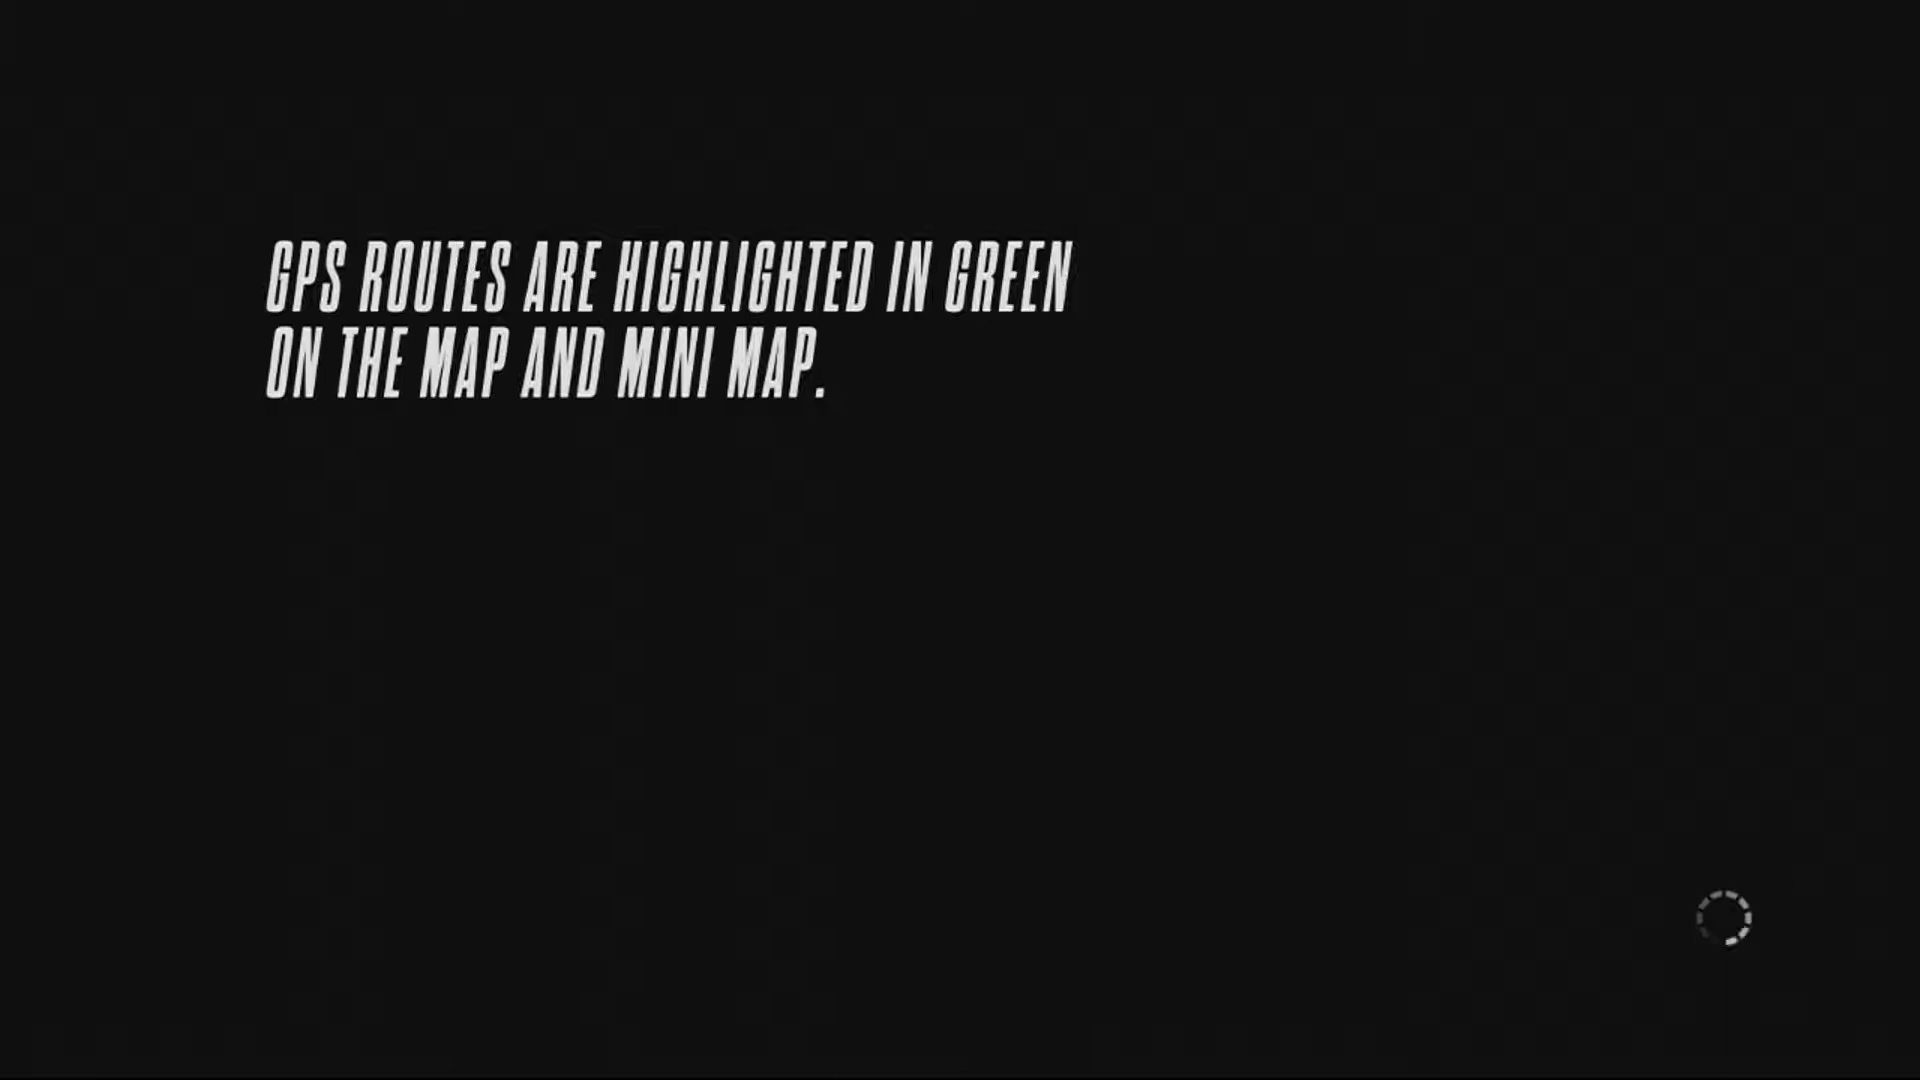 GPS ROUTES ARE HIGHLIGHTED IN GREEN
ON THE MAP AND MINI MAP.